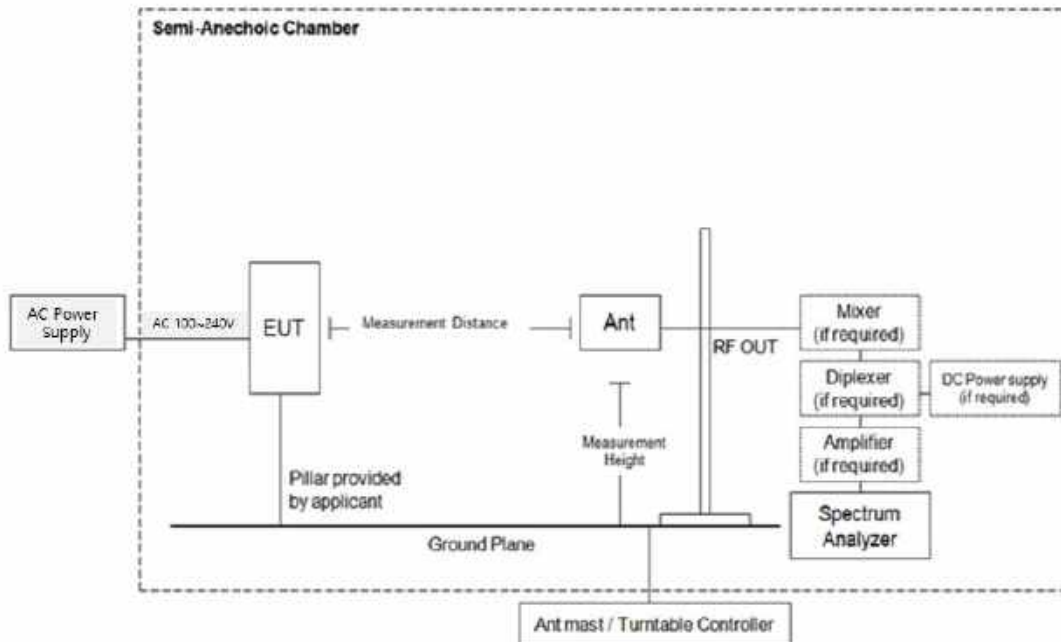 Semi-Anechoic Chamber
AC Power
Supply
AC 100~240V
EUT
Measurement Distance
Ant
RF OUT
Mixer
(if required)
Diplexer
(if required)
DC Power supply
(if required)
Amplifier
(if required)
Spectrum
Analyzer
Measurement
Height
Pillar provided
by applicant
Ground Plane
Ant mast / Turntable Controller